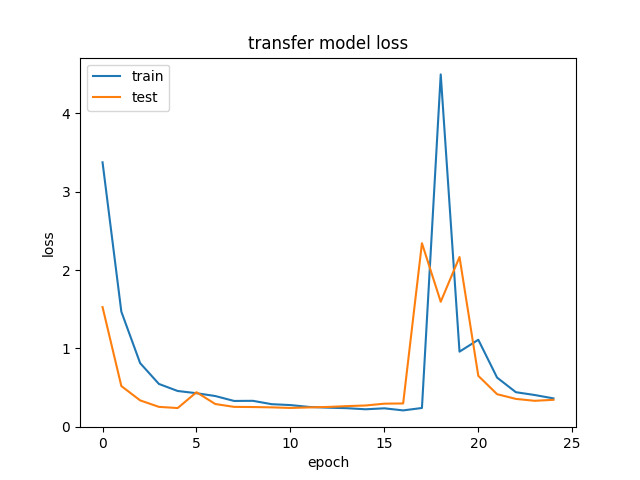 transfer model loss
train
test
4
3
2
1
0
loss
0 5 10 15 20 25
epoch